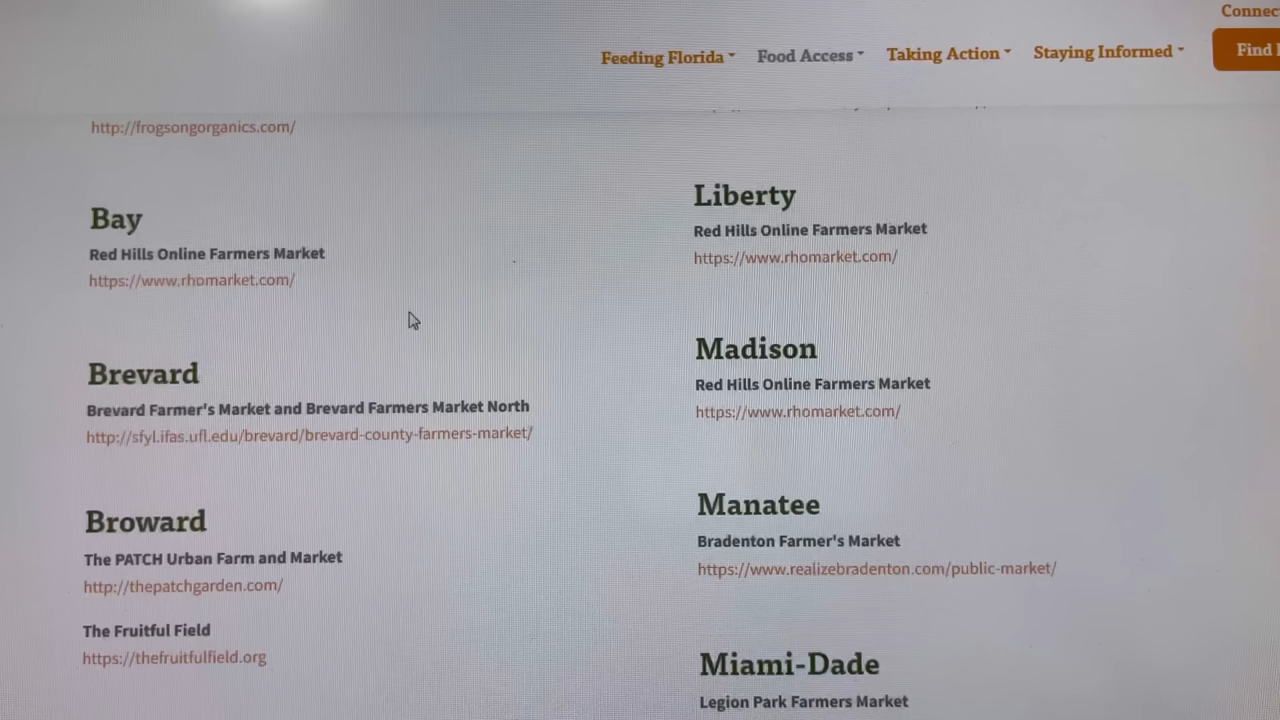 Connec
Feeding Florida
Food Access
Taking Action
Staying Informed
Find
http://frogsongorganics.com/
Bay
Red Hills Online Farmers Market
https://www.rhomarket.com/
Brevard
Brevard Farmer's Market and Brevard Farmers Market North
http://sfyl.ifas.ufl.edu/brevard/brevard-county-farmers-market/
Broward
The PATCH Urban Farm and Market
http://thepatchgarden.com/
The Fruitful Field
https://thefruitfulfield.org
Liberty
Red Hills Online Farmers Market
https://www.rhomarket.com/
Madison
Red Hills Online Farmers Market
https://www.rhomarket.com/
Manatee
Bradenton Farmer's Market
https://www.realizebradenton.com/public-market/
Miami-Dade
Legion Park Farmers Market